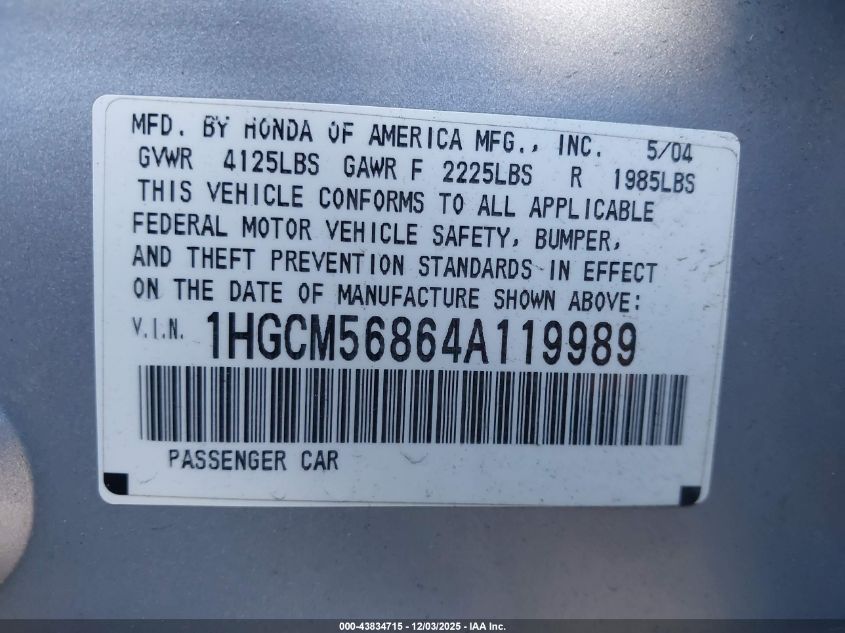 MFD. BY HONDA OF AMERICA MFG., INC. 5/04
GVWR 4125LBS GAWR F 2225LBS R 1985LBS
THIS VEHICLE CONFORMS TO ALL APPLICABLE
FEDERAL MOTOR VEHICLE SAFETY, BUMPER,
AND THEFT PREVENTION STANDARDS IN EFFECT
ON THE DATE OF MANUFACTURE SHOWN ABOVE:
V.I.N. 1HGCM56864A119989
PASSENGER CAR
000-43834715 - 12/03/2025 - IAA Inc.